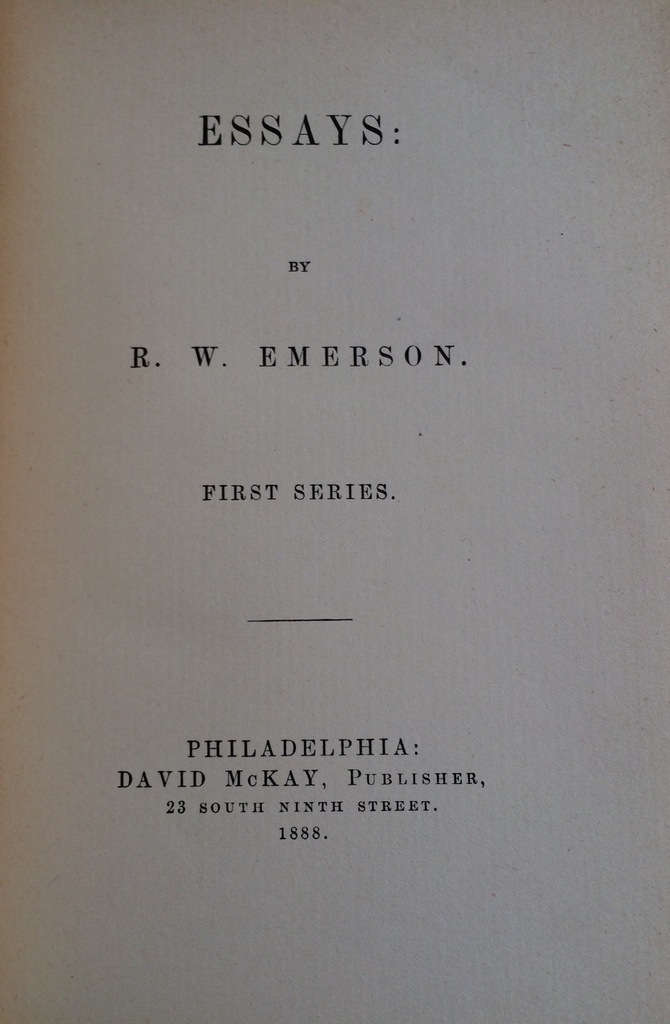 ESSAYS:
BY
R. W. EMERSON.
FIRST SERIES.
PHILADELPHIA:
DAVID McKAY, PUBLISHER,
23 SOUTH NINTH STREET.
1888.